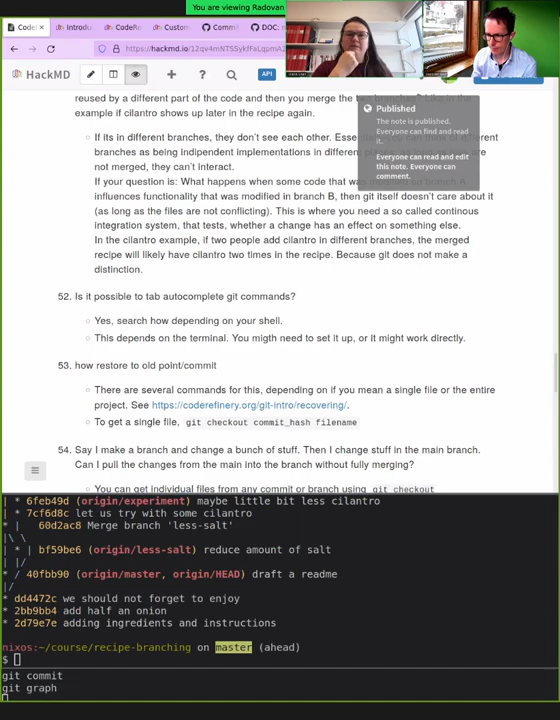 You are viewing Radovan
CodeR
Introdu
CodeRe
Custom
Commit
DOC:
https://hackmd.io/12qv4mNTSSykfFsLqpmA
HackMD
API
reused by a different part of the code and then you merge the
example if cilantro shows up later in the recipe again.
Published
The note is published.
Everyone can find and read
it.
Everyone can read and edit
this note. Everyone can
comment.
If its in different branches, they don't see each other.
branches as being indipendent implementations in
not merged, they can't interact.
If your question is: What happens when some code that was
influences functionality that was modified in branch B, then git itself doesn't care about it
(as long as the files are not conflicting). This is where you need a so called continous
integration system, that tests, whether a change has an effect on something else.
In the cilantro example, if two people add cilantro in different branches, the merged
recipe will likely have cilantro two times in the recipe. Because git does not make a
distinction.
52. Is it possible to tab autocomplete git commands?
Yes, search how depending on your shell.
This depends on the terminal. You migth need to set it up, or it might work directly.
53. how restore to old point/commit
There are several commands for this, depending on if you mean a single file or the entire
project. See https://coderefinery.org/git-intro/recovering/.
To get a single file, git checkout commit_hash filename
54. Say I make a branch and change a bunch of stuff. Then I change stuff in the main branch.
Can I pull the changes from the main into the branch without fully merging?
You can get individual files from any commit or branch using git checkout
| * 6feb49d (origin/experiment) maybe little bit less cilantro
| * 7cf6d8c let us try with some cilantro
* | 60d2ac8 Merge branch 'less-salt'
|\ \
| * | bf59be6 (origin/less-salt) reduce amount of salt
| |/
* / 40fbb90 (origin/master, origin/HEAD) draft a readme
|/
* dd4472c we should not forget to enjoy
* 2bb9bb4 add half an onion
* 2d79e7e adding ingredients and instructions
nixos:~/course/recipe-branching on master (ahead)
$
git commit
git graph